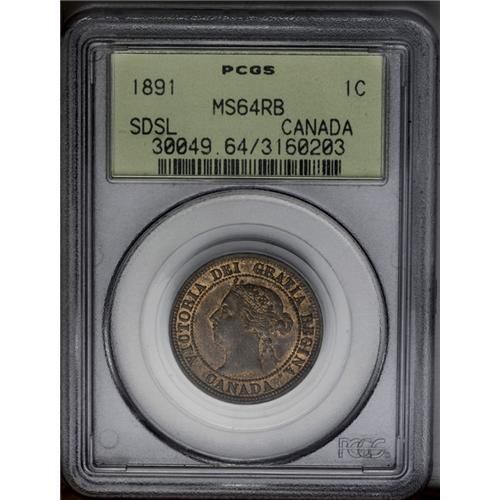 PCGS
1891 1C
MS64RB
SDSL CANADA
30049.64/3160203
VICTORIA DEI GRATIA REGINA
CANADA
PCGS